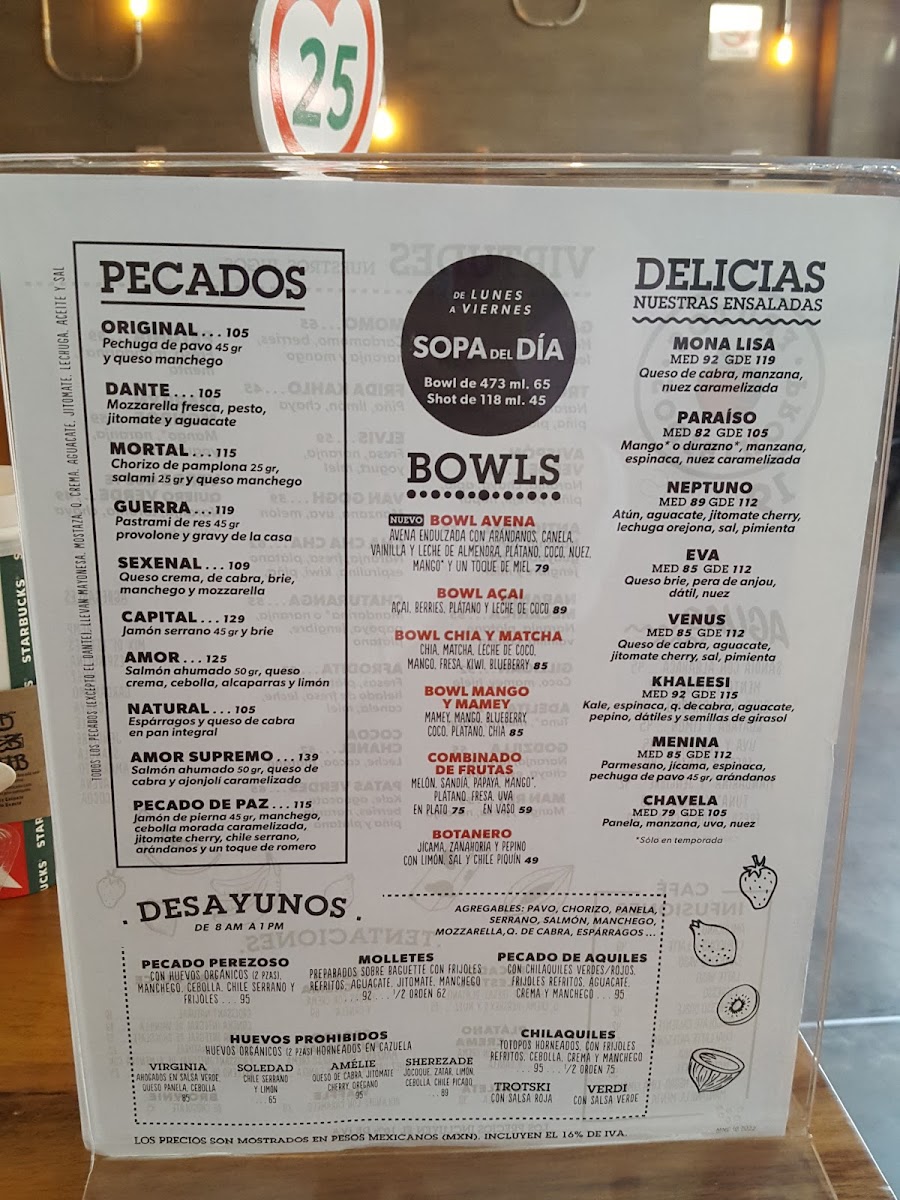 25
TODOS LOS PECADOS (EXCEPTO EL DANTE) LLEVAN MAYONESA, MOSTAZA, Q. CREMA, AGUACATE, JITOMATE, LECHUGA, ACEITE Y SAL
PECADOS
ORIGINAL...105
Pechuga de pavo 45 gr
y queso manchego
DANTE...105
Mozzarella fresca, pesto,
jitomate y aguacate
MORTAL...115
Chorizo de pamplona 25 gr,
salami 25 gr y queso manchego
GUERRA...119
Pastrami de res 45 gr
provolone y gravy de la casa
SEXENAL...109
Queso crema, de cabra, brie,
manchego y mozzarella
CAPITAL...129
Jamón serrano 45 gr y brie
AMOR...125
Salmón ahumado 50 gr, queso
crema, cebolla, alcaparras y limón
NATURAL...105
Espárragos y queso de cabra
en pan integral
AMOR SUPREMO...139
Salmón ahumado 50 gr, queso de
cabra y ajonjolí caramelizado
PECADO DE PAZ...115
Jamón de pierna 45 gr, manchego,
cebolla morada caramelizada,
jitomate cherry, chile serrano,
arándanos y un toque de romero
DE LUNES
A VIERNES
SOPA DEL DÍA
Bowl de 473 ml. 65
Shot de 118 ml. 45
BOWLS
NUEVO BOWL AVENA
AVENA ENDULZADA CON ARÁNDANOS, CANELA,
VAINILLA Y LECHE DE ALMENDRA, PLÁTANO, COCO, NUEZ,
MANGO* Y UN TOQUE DE MIEL 79
BOWL AÇAI
AÇAI, BERRIES, PLÁTANO Y LECHE DE COCO 89
BOWL CHIA Y MATCHA
CHIA, MATCHA, LECHE DE COCO,
MANGO, FRESA, KIWI, BLUEBERRY 85
BOWL MANGO
Y MAMEY
MAMEY, MANGO, BLUEBERRY,
COCO, PLATANO, CHIA 85
COMBINADO
DE FRUTAS
MELÓN, SANDÍA, PAPAYA, MANGO*,
PLATANO, FRESA, UVA
EN PLATO 75 EN VASO 59
BOTANERO
JÍCAMA, ZANAHORIA Y PEPINO
CON LIMÓN, SAL Y CHILE PIQUÍN 49
DELICIAS
NUESTRAS ENSALADAS
MONA LISA
MED 92 GDE 119
Queso de cabra, manzana,
nuez caramelizada
PARAÍSO
MED 82 GDE 105
Mango* o durazno*, manzana,
espinaca, nuez caramelizada
NEPTUNO
MED 89 GDE 112
Atún, aguacate, jitomate cherry,
lechuga orejona, sal, pimienta
EVA
MED 85 GDE 112
Queso brie, pera de anjou,
dátil, nuez
VENUS
MED 85 GDE 112
Queso de cabra, aguacate,
jitomate cherry, sal, pimienta
KHALEESI
MED 92 GDE 115
Kale, espinaca, q. de cabra, aguacate,
pepino, dátiles y semillas de girasol
MENINA
MED 85 GDE 112
Parmesano, jícama, espinaca,
pechuga de pavo 45 gr, arándanos
CHAVELA
MED 79 GDE 105
Panela, manzana, uva, nuez
*Sólo en temporada
DESAYUNOS
DE 8 AM A 1 PM
AGREGABLES: PAVO, CHORIZO, PANELA,
SERRANO, SALMÓN, MANCHEGO,
MOZZARELLA, Q. DE CABRA, ESPÁRRAGOS...
PECADO PEREZOSO
CON HUEVOS ORGÁNICOS (2 PZAS),
MANCHEGO, CEBOLLA, CHILE SERRANO Y
FRIJOLES...95
MOLLETES
PREPARADOS SOBRE BAGUETTE CON FRIJOLES
REFRITOS, AGUACATE, JITOMATE, MANCHEGO
...92...1/2 ORDEN 62
PECADO DE AQUILES
CON CHILAQUILES VERDES/ROJOS,
FRIJOLES REFRITOS, AGUACATE,
CREMA Y MANCHEGO...95
HUEVOS PROHIBIDOS
HUEVOS ORGÁNICOS (2 PZAS) HORNEADOS EN CAZUELA
VIRGINIA
AHOGADOS EN SALSA VERDE,
QUESO PANELA, CEBOLLA
85
SOLEDAD
CHILE SERRANO
Y LIMÓN
...65
AMÉLIE
QUESO DE CABRA, JITOMATE
CHERRY, ORÉGANO
95
SHEREZADE
JOCOQUE, ZATAR, LIMÓN,
CEBOLLA, CHILE PICADO
...89
CHILAQUILES
TOTOPOS HORNEADOS, CON FRIJOLES
REFRITOS, CEBOLLA, CREMA Y MANCHEGO
...95...1/2 ORDEN 75
TROTSKI
CON SALSA ROJA
VERDI
CON SALSA VERDE
LOS PRECIOS SON MOSTRADOS EN PESOS MEXICANOS (MXN), INCLUYEN EL 16% DE IVA.
STARBUCKS